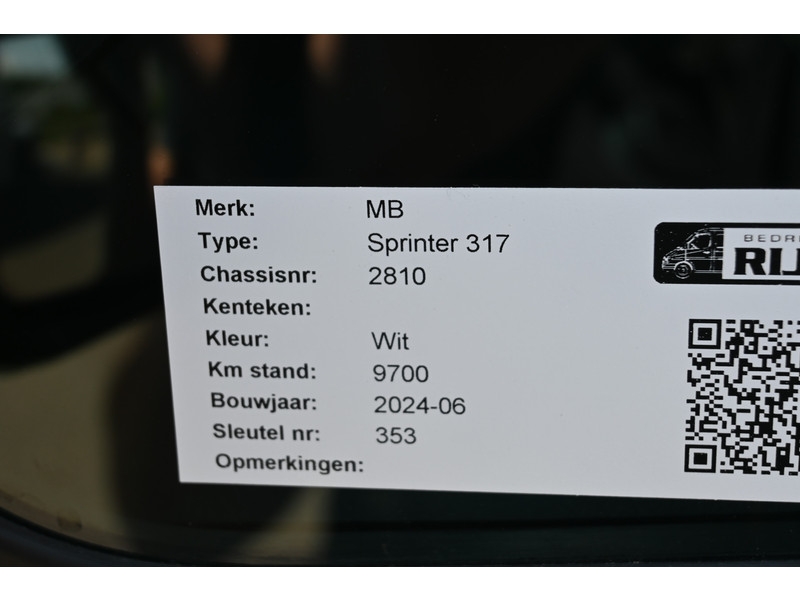 Merk: MB
Type: Sprinter 317
Chassisnr: 2810
Kenteken:
Kleur: Wit
Km stand: 9700
Bouwjaar: 2024-06
Sleutel nr: 353
Opmerkingen: